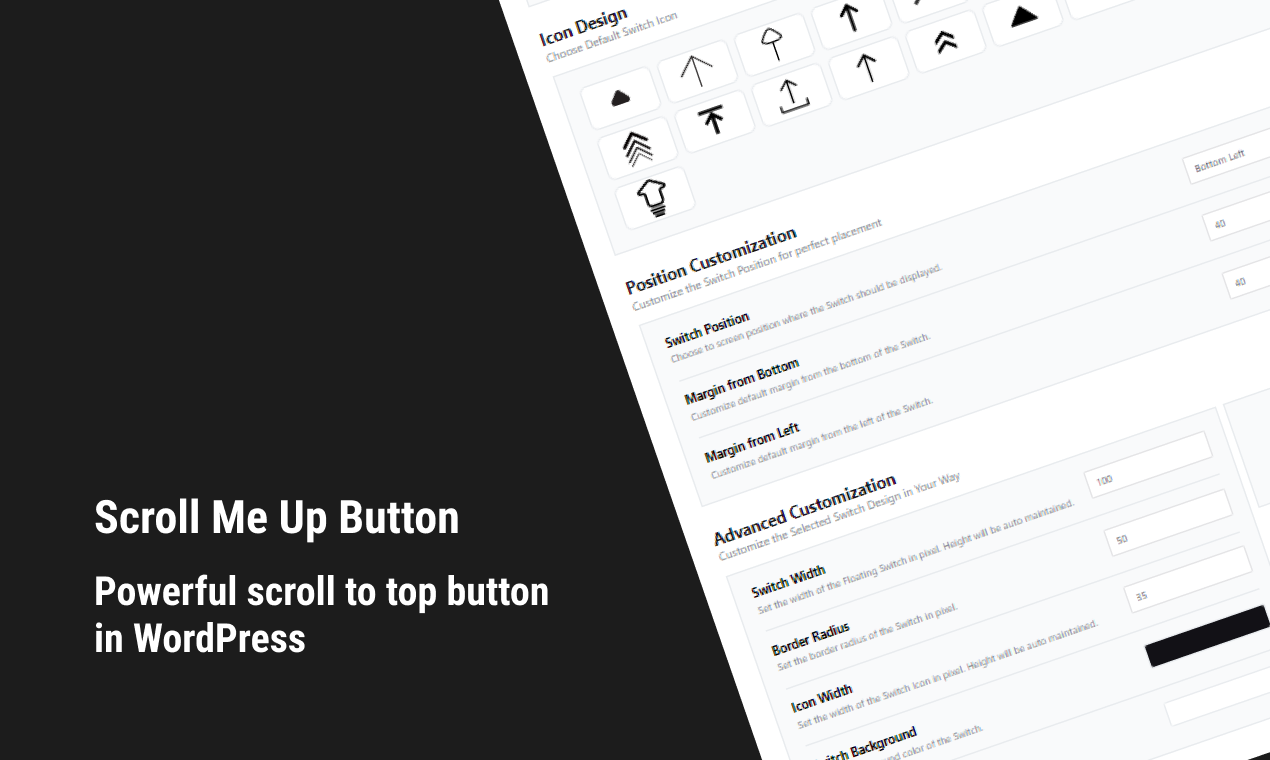 Icon Design
Choose Default Switch Icon
Position Customization
Customize the Switch Position for perfect placement
Switch Position
Choose to screen position where the Switch should be displayed.
Bottom Left
Margin from Bottom
Customize default margin from the bottom of the Switch.
40
Margin from Left
Customize default margin from the left of the Switch.
40
Advanced Customization
Customize the Selected Switch Design in Your Way
Switch Width
Set the width of the Floating Switch in pixel. Height will be auto maintained.
100
Border Radius
Set the border radius of the Switch in pixel.
50
Icon Width
Set the width of the Switch Icon in pixel. Height will be auto maintained.
35
Background
color of the Switch.
Scroll Me Up Button
Powerful scroll to top button
in WordPress